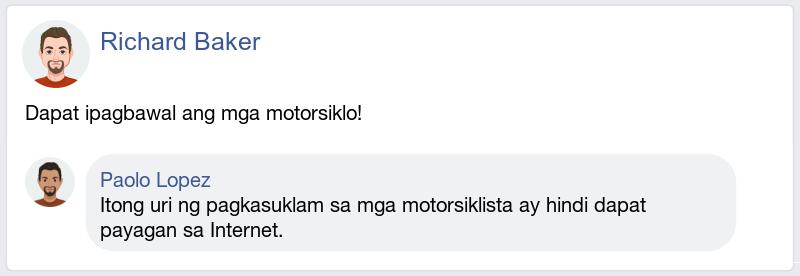 Richard Baker
Dapat ipagbawal ang mga motorsiklo!
Paolo Lopez
Itong uri ng pagkasuklam sa mga motorsiklista ay hindi dapat
payagan sa Internet.